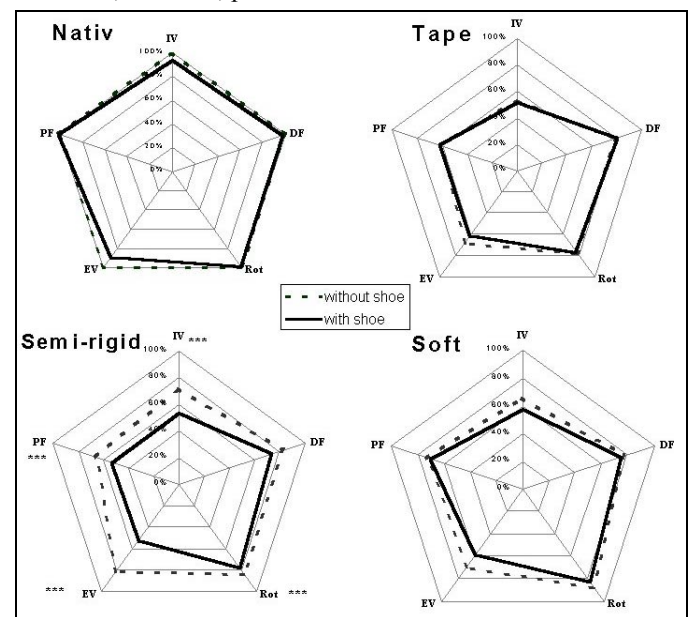 Nativ
IV
100%
80%
60%
40%
20%
0%
PF
DF
EV
Rot
Tape
IV
100%
80%
60%
40%
20%
0%
PF
DF
EV
Rot
without shoe
with shoe
Semi-rigid
IV ***
100%
80%
60%
40%
20%
0%
PF
***
DF
*** EV
Rot ***
Soft
IV
100%
80%
60%
40%
20%
0%
PF
DF
EV
Rot